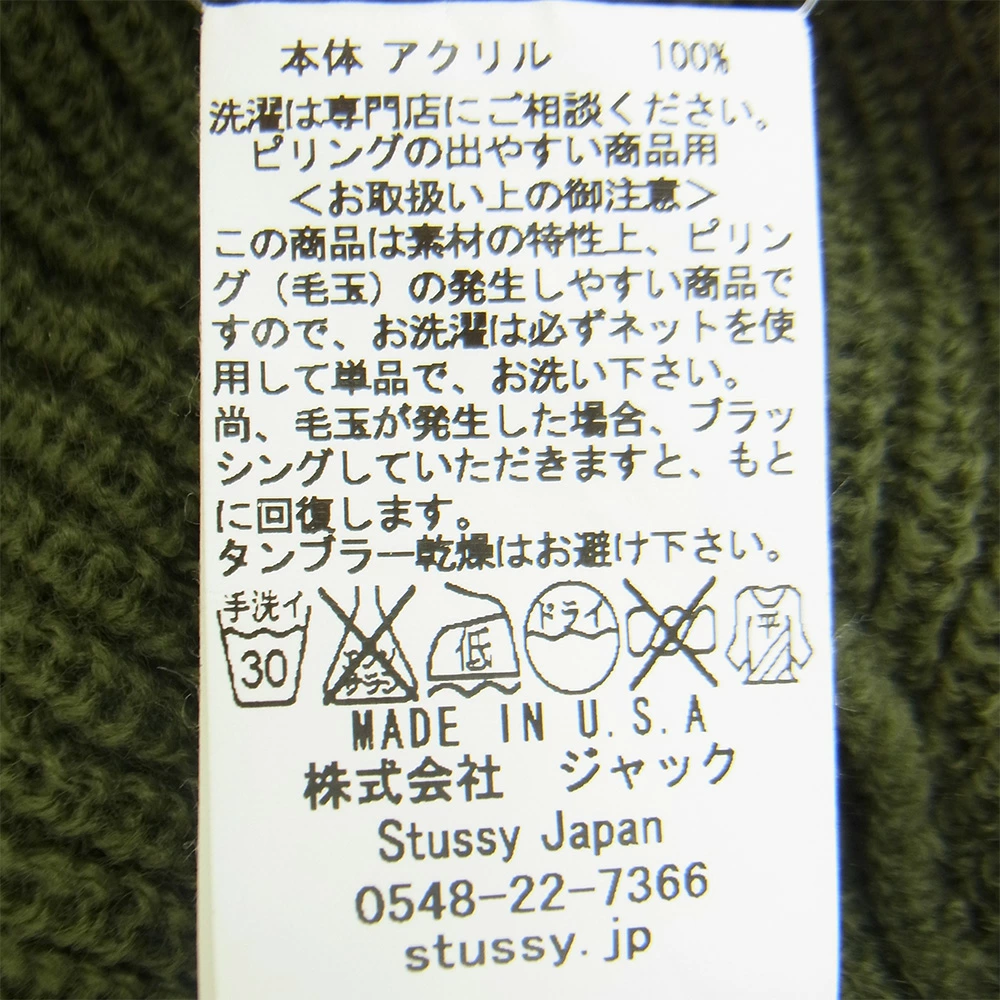 本体 アクリル 100%
洗濯は専門店にご相談ください。
ピリングの出やすい商品用
＜お取扱い上の御注意＞
この商品は素材の特性上、ピリン
グ（毛玉）の発生しやすい商品で
すので、お洗濯は必ずネットを使
用して単品で、お洗い下さい。
尚、毛玉が発生した場合、ブラッ
シングしていただきますと、もと
に回復します。
タンブラー乾燥はお避け下さい。
手洗イ 30 エンソ サラシ 低 ドライ 平
MADE IN U.S.A
株式会社 ジャック
Stussy Japan
0548-22-7366
stussy.jp